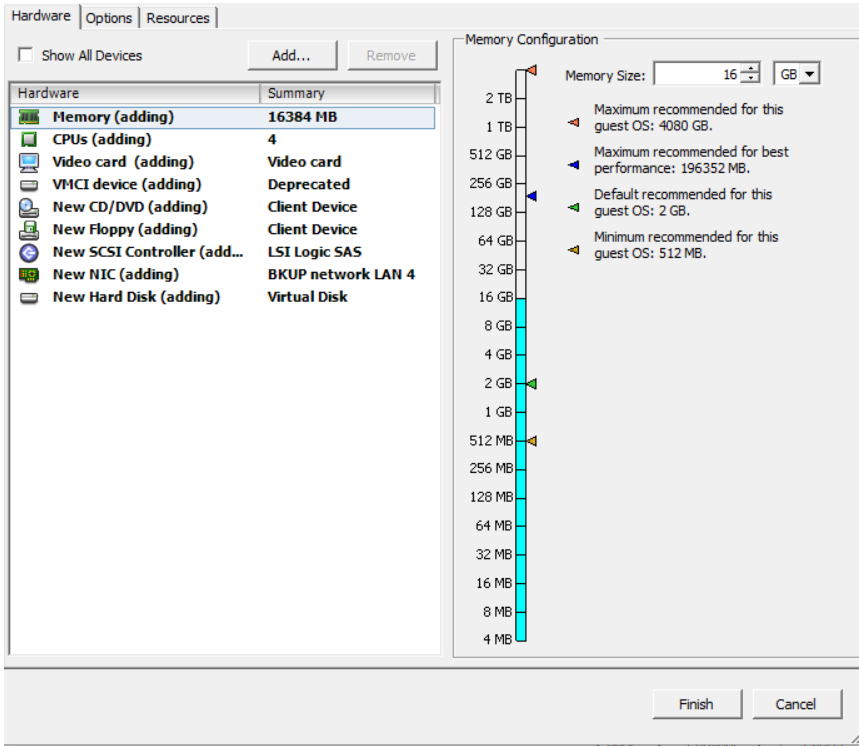 Hardware Options Resources
Show All Devices Add... Remove
Hardware Summary
Memory (adding) 16384 MB
CPUs (adding) 4
Video card (adding) Video card
VMCI device (adding) Deprecated
New CD/DVD (adding) Client Device
New Floppy (adding) Client Device
New SCSI Controller (add... LSI Logic SAS
New NIC (adding) BKUP network LAN 4
New Hard Disk (adding) Virtual Disk
Memory Configuration
Memory Size: 16 GB
2 TB
1 TB
512 GB
256 GB
128 GB
64 GB
32 GB
16 GB
8 GB
4 GB
2 GB
1 GB
512 MB
256 MB
128 MB
64 MB
32 MB
16 MB
8 MB
4 MB
Maximum recommended for this
guest OS: 4080 GB.
Maximum recommended for best
performance: 196352 MB.
Default recommended for this
guest OS: 2 GB.
Minimum recommended for this
guest OS: 512 MB.
Finish Cancel